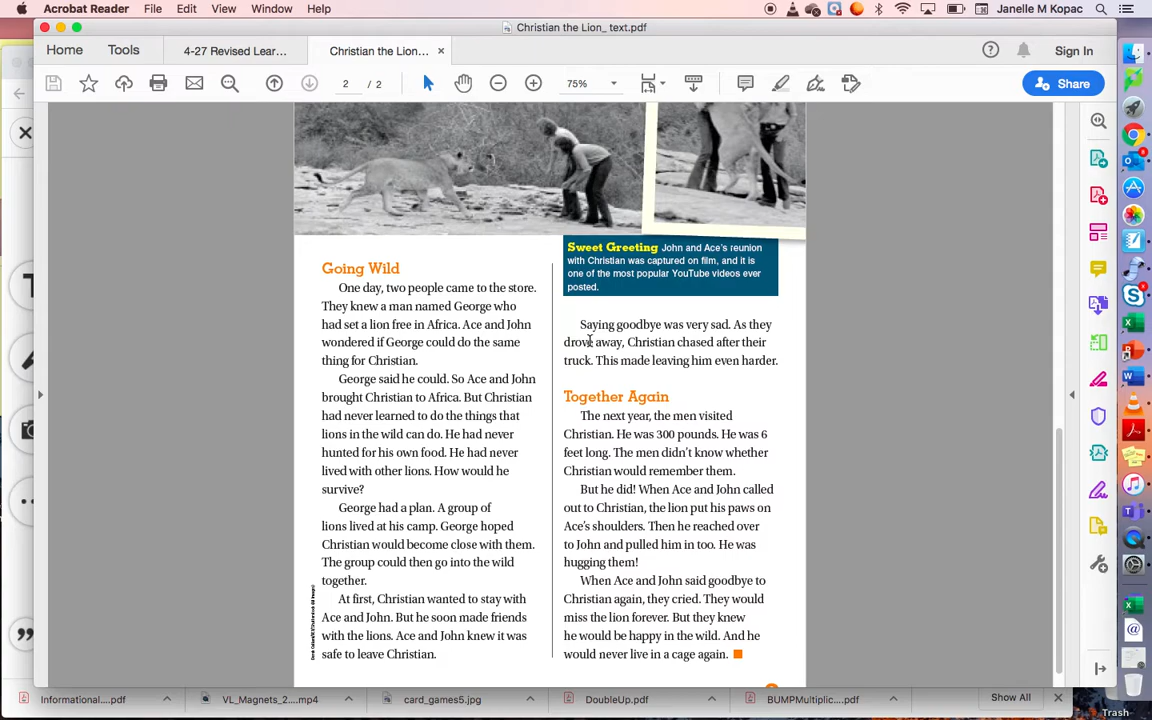 Acrobat Reader File Edit View Window Help Janelle M Kopac
Christian the Lion_ text.pdf
Home Tools 4-27 Revised Lear... Christian the Lion... × Sign In
2 / 2 75% Share
Sweet Greeting John and Ace's reunion
with Christian was captured on film, and it is
one of the most popular YouTube videos ever
posted.
Going Wild
One day, two people came to the store.
They knew a man named George who
had set a lion free in Africa. Ace and John
wondered if George could do the same
thing for Christian.
George said he could. So Ace and John
brought Christian to Africa. But Christian
had never learned to do the things that
lions in the wild can do. He had never
hunted for his own food. He had never
lived with other lions. How would he
survive?
George had a plan. A group of
lions lived at his camp. George hoped
Christian would become close with them.
The group could then go into the wild
together.
At first, Christian wanted to stay with
Ace and John. But he soon made friends
with the lions. Ace and John knew it was
safe to leave Christian.
Saying goodbye was very sad. As they
drove away, Christian chased after their
truck. This made leaving him even harder.
Together Again
The next year, the men visited
Christian. He was 300 pounds. He was 6
feet long. The men didn't know whether
Christian would remember them.
But he did! When Ace and John called
out to Christian, the lion put his paws on
Ace's shoulders. Then he reached over
to John and pulled him in too. He was
hugging them!
When Ace and John said goodbye to
Christian again, they cried. They would
miss the lion forever. But they knew
he would be happy in the wild. And he
would never live in a cage again.
Informational....pdf VL_Magnets_2....mp4 card_games5.jpg DoubleUp.pdf BUMPMultiplic....pdf Show All
Trash